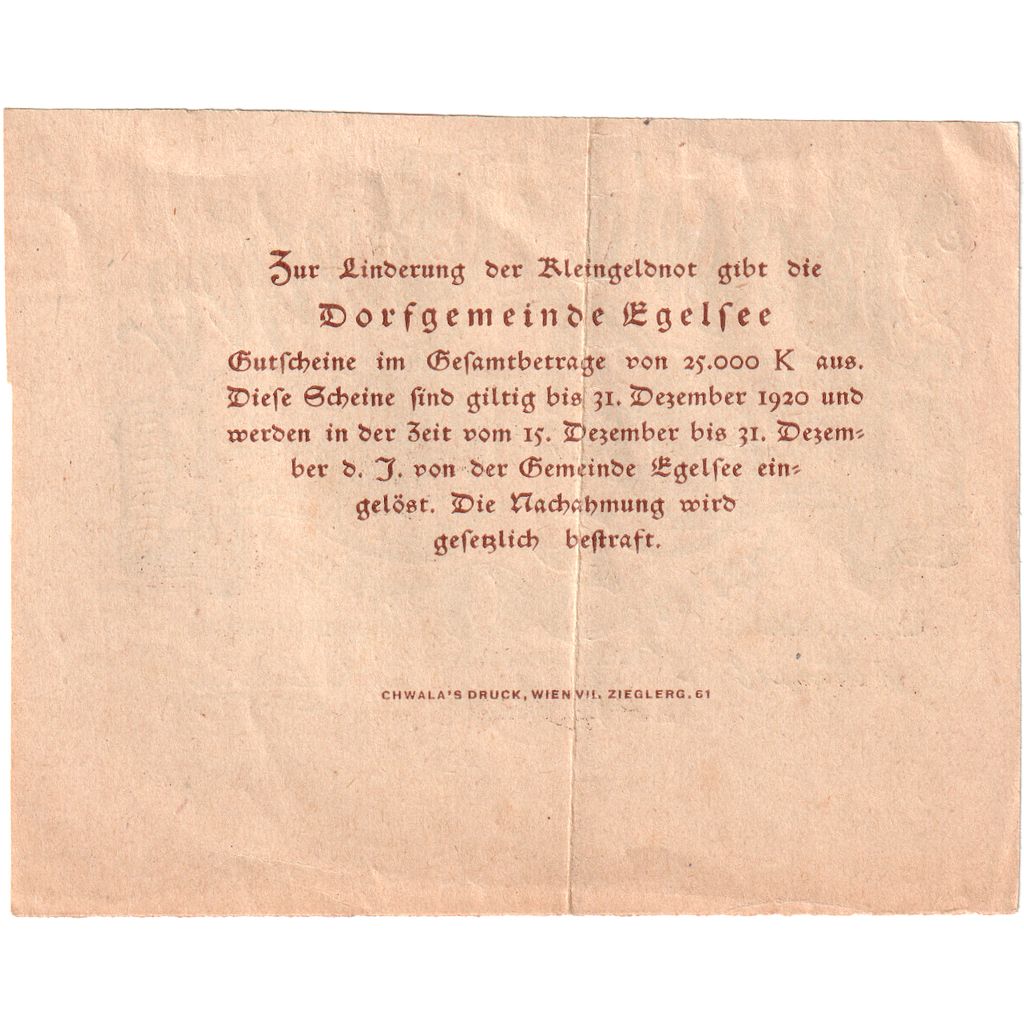 Zur Linderung der Kleingeldnot gibt die
Dorfgemeinde Egelsee
Gutscheine im Gesamtbetrage von 25.000 K aus.
Diese Scheine sind giltig bis 31. Dezember 1920 und
werden in der Zeit vom 15. Dezember bis 31. Dezem-
ber d. J. von der Gemeinde Egelsee ein-
gelöst. Die Nachahmung wird
gesetzlich bestraft.
CHWALA'S DRUCK, WIEN VII. ZIEGLERG. 61